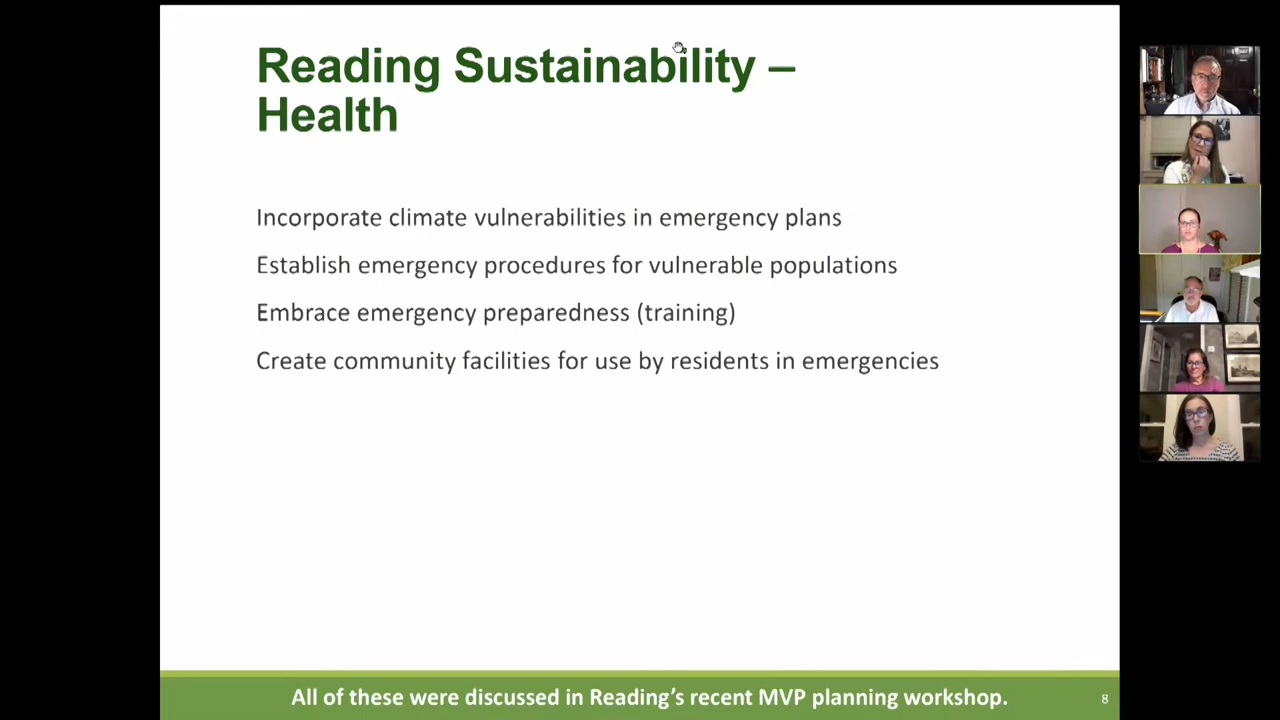 Reading Sustainability –
Health
Incorporate climate vulnerabilities in emergency plans
Establish emergency procedures for vulnerable populations
Embrace emergency preparedness (training)
Create community facilities for use by residents in emergencies
All of these were discussed in Reading's recent MVP planning workshop.
8